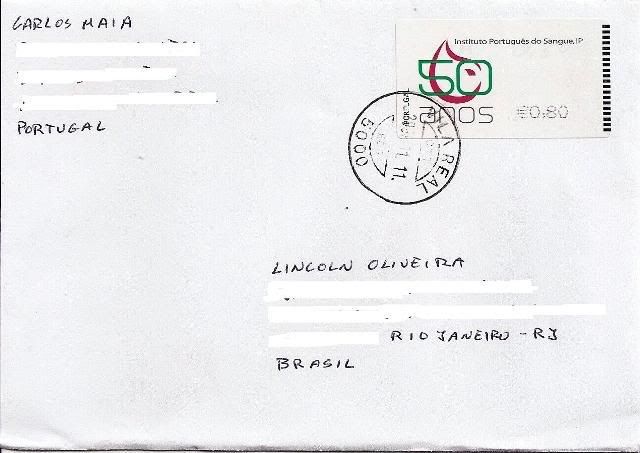 CARLOS MAIA
PORTUGAL
Instituto Português do Sangue, IP
50
anos
€0,80
VILA REAL
5000
LINCOLN OLIVEIRA
RIO JANEIRO - RJ
BRASIL